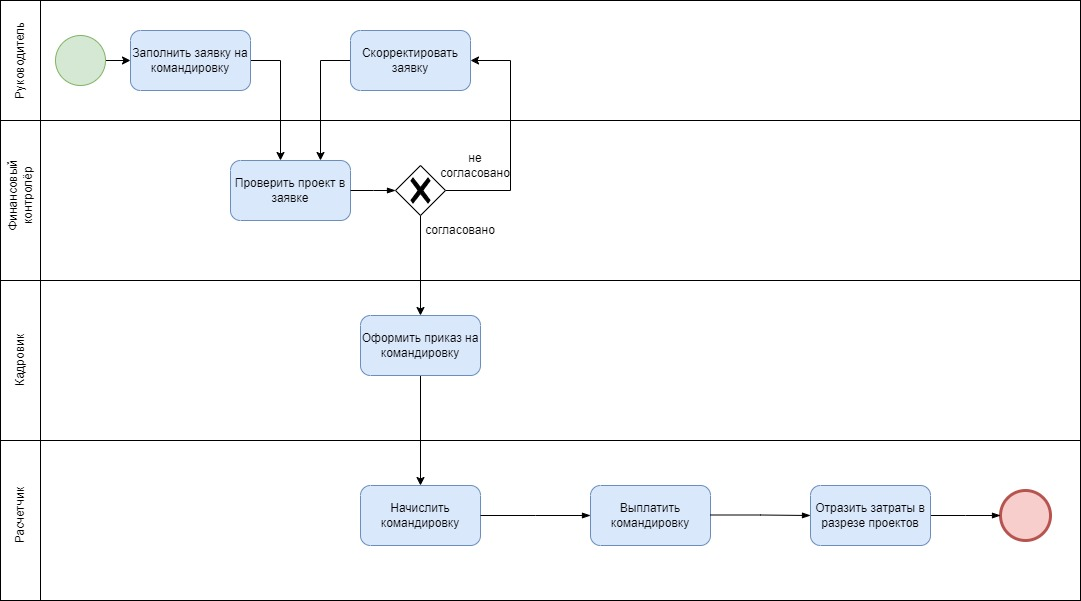 Руководитель
Заполнить заявку на
командировку
Скорректировать
заявку
Финансовый
контролёр
Проверить проект в
заявке
не
согласовано
согласовано
Кадровик
Оформить приказ на
командировку
Расчетчик
Начислить
командировку
Выплатить
командировку
Отразить затраты в
разрезе проектов